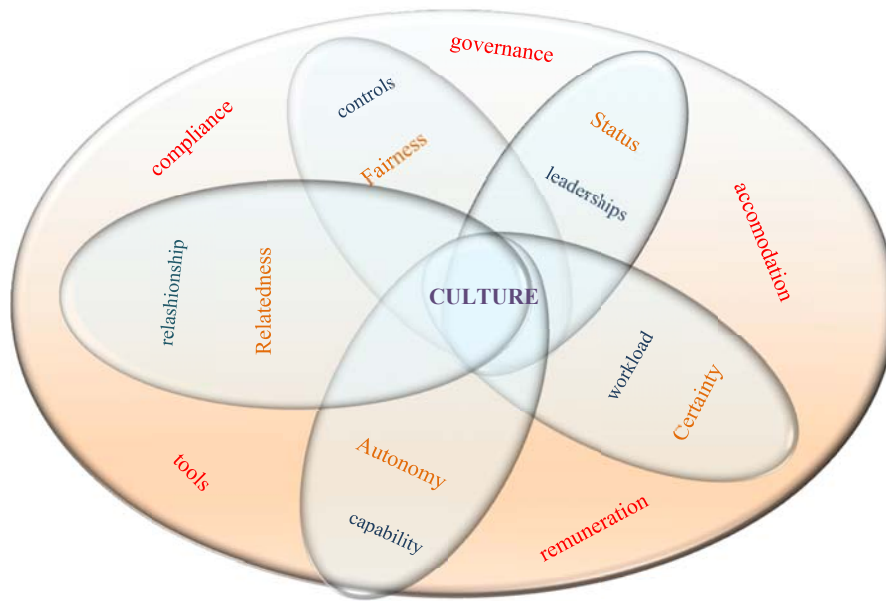 governance
controls
Status
compliance
Fairness
leaderships
accomodation
relashionship
Relatedness
CULTURE
workload
Certainty
Autonomy
tools
capability
remuneration